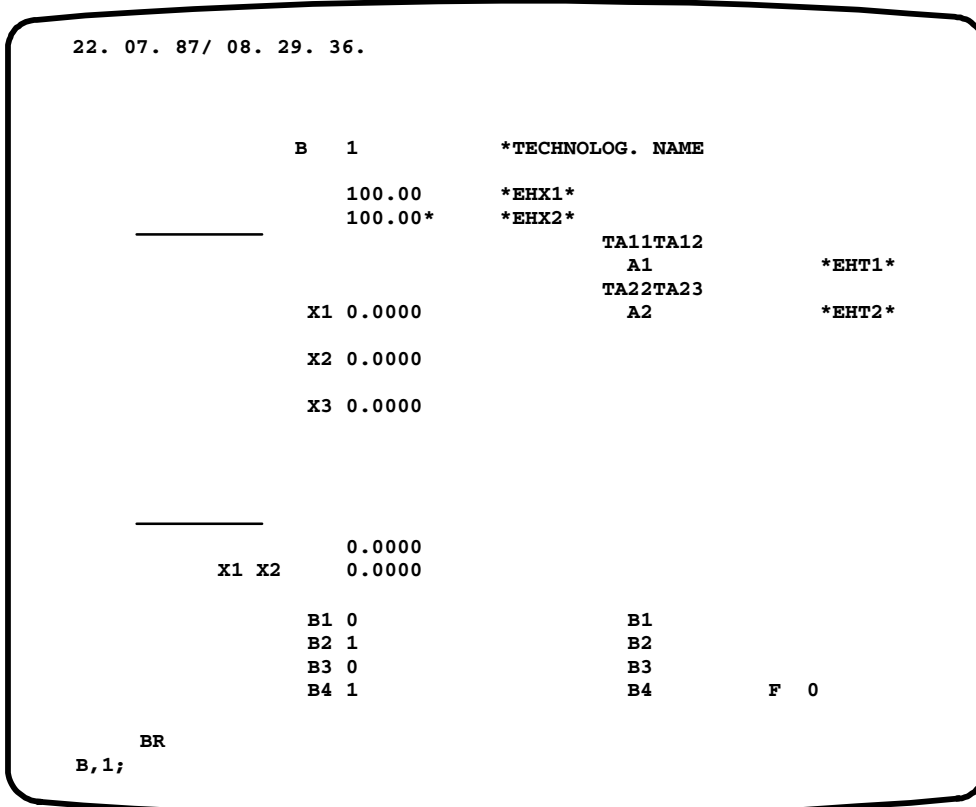 22. 07. 87/ 08. 29. 36.
B 1 *TECHNOLOG. NAME
100.00 *EHX1*
100.00* *EHX2*
TA11TA12
A1 *EHT1*
TA22TA23
X1 0.0000 A2 *EHT2*
X2 0.0000
X3 0.0000
0.0000
X1 X2 0.0000
B1 0 B1
B2 1 B2
B3 0 B3
B4 1 B4 F 0
BR
B,1;